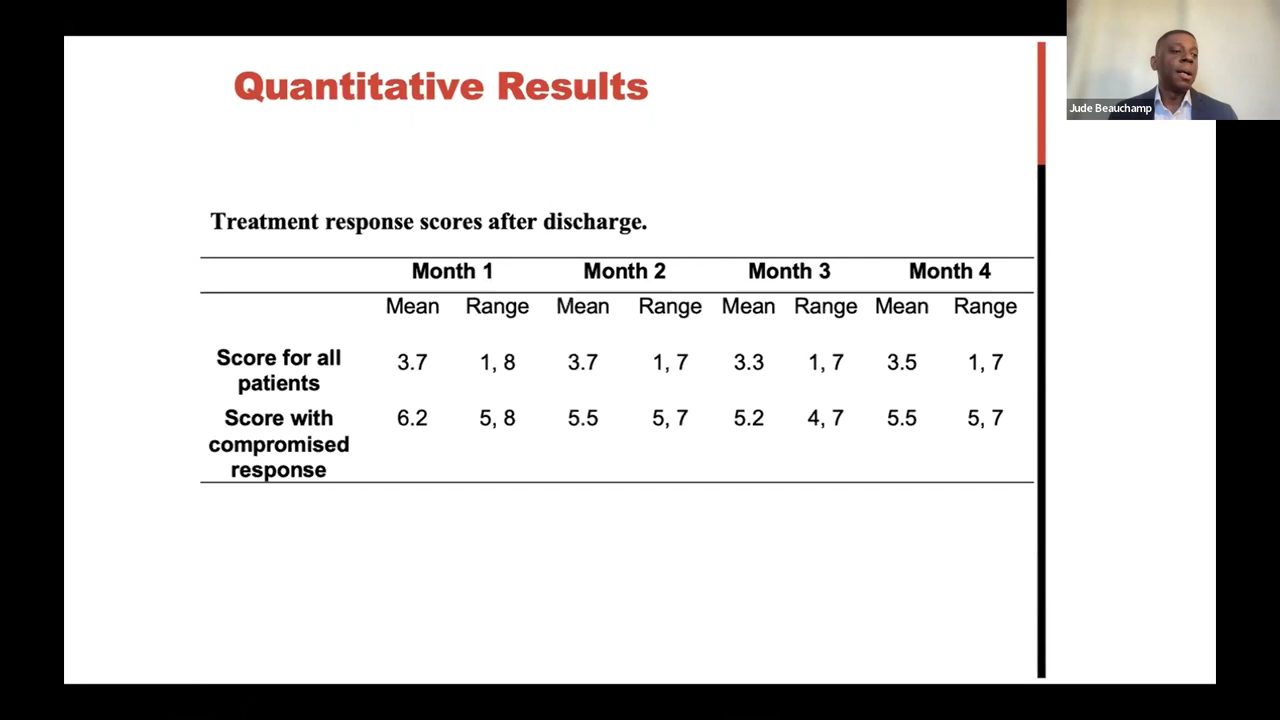 Quantitative Results
Jude Beauchamp
Treatment response scores after discharge.
Month 1 Month 2 Month 3 Month 4
Mean Range Mean Range Mean Range Mean Range
Score for all
patients
3.7 1, 8 3.7 1, 7 3.3 1, 7 3.5 1, 7
Score with
compromised
response
6.2 5, 8 5.5 5, 7 5.2 4, 7 5.5 5, 7